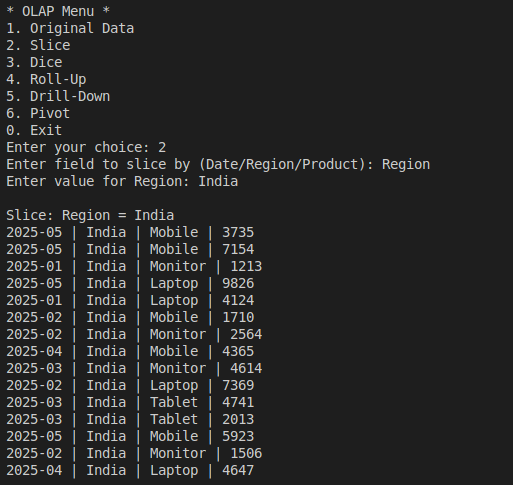 * OLAP Menu *
1. Original Data
2. Slice
3. Dice
4. Roll-Up
5. Drill-Down
6. Pivot
0. Exit
Enter your choice: 2
Enter field to slice by (Date/Region/Product): Region
Enter value for Region: India

Slice: Region = India
2025-05 | India | Mobile | 3735
2025-05 | India | Mobile | 7154
2025-01 | India | Monitor | 1213
2025-05 | India | Laptop | 9826
2025-01 | India | Laptop | 4124
2025-02 | India | Mobile | 1710
2025-02 | India | Monitor | 2564
2025-04 | India | Mobile | 4365
2025-03 | India | Monitor | 4614
2025-02 | India | Laptop | 7369
2025-03 | India | Tablet | 4741
2025-03 | India | Tablet | 2013
2025-05 | India | Mobile | 5923
2025-02 | India | Monitor | 1506
2025-04 | India | Laptop | 4647